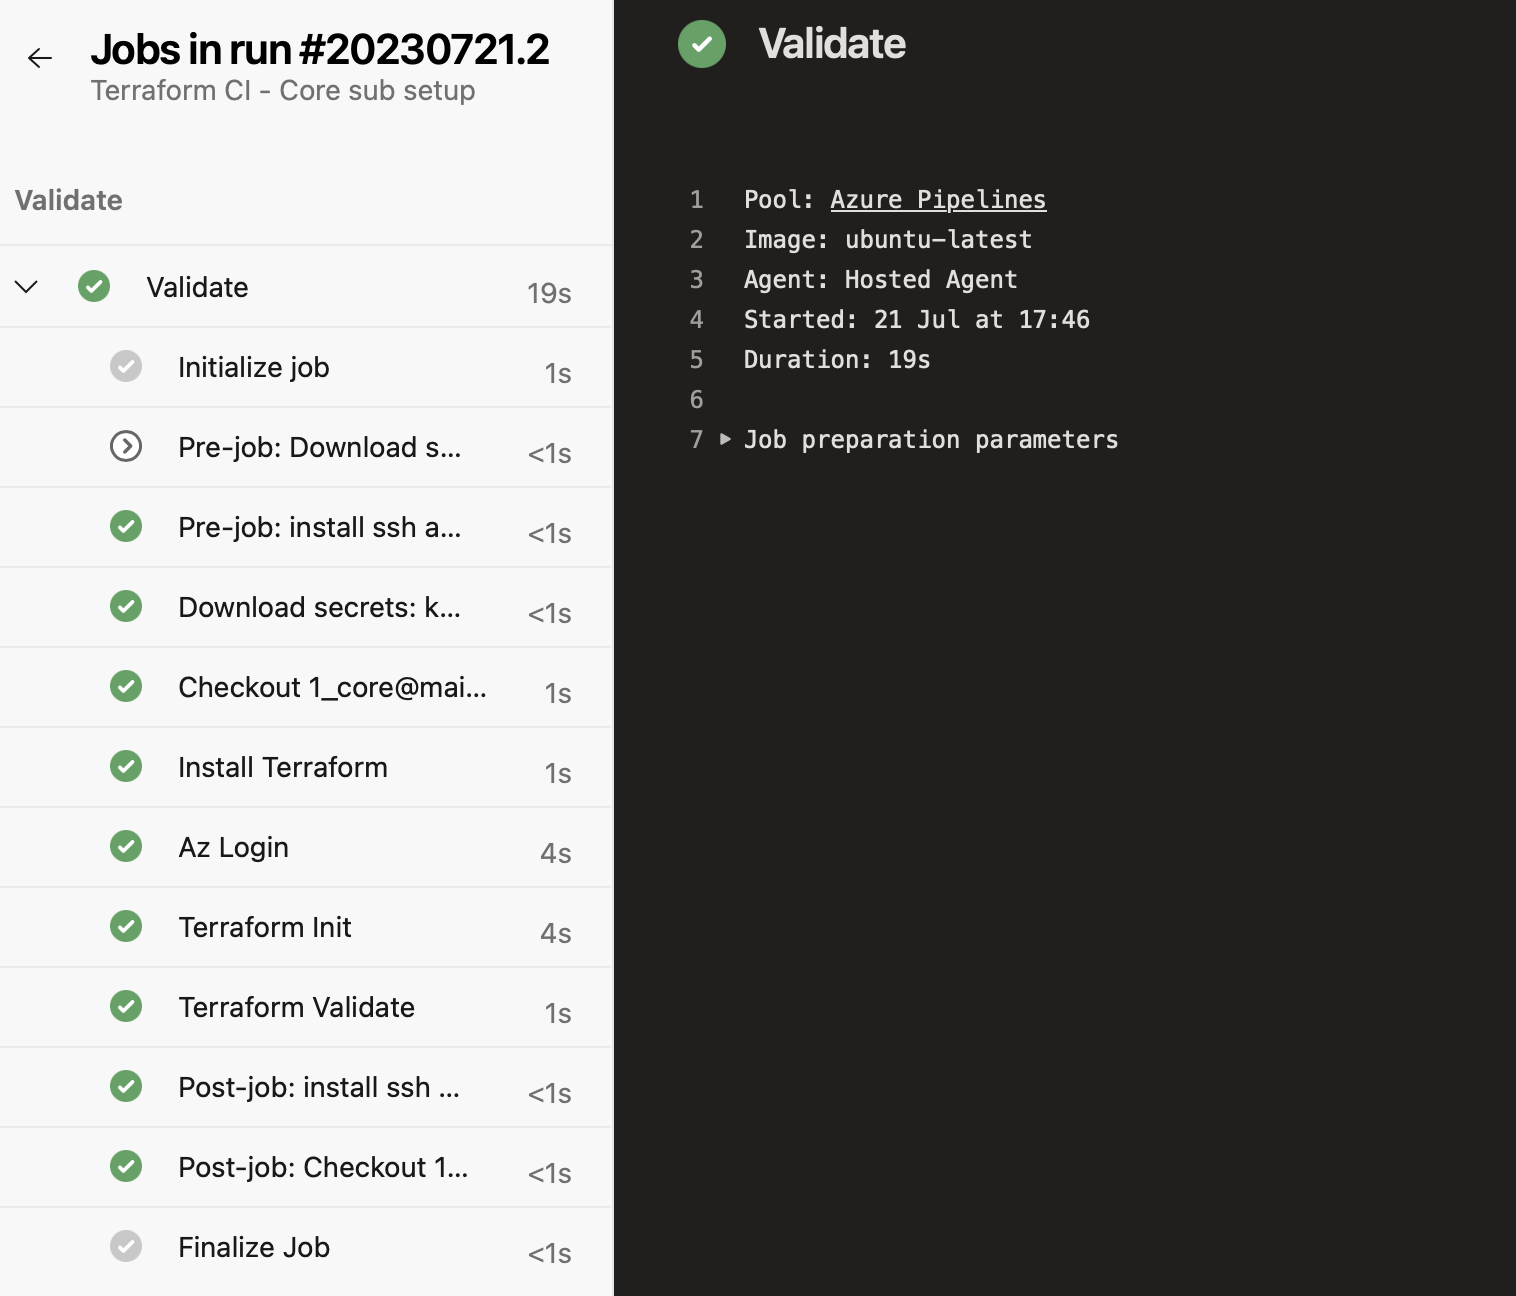 Jobs in run #20230721.2
Terraform CI - Core sub setup
Validate
Validate 19s
Initialize job 1s
Pre-job: Download s... <1s
Pre-job: install ssh a... <1s
Download secrets: k... <1s
Checkout 1_core@mai... 1s
Install Terraform 1s
Az Login 4s
Terraform Init 4s
Terraform Validate 1s
Post-job: install ssh ... <1s
Post-job: Checkout 1... <1s
Finalize Job <1s
Validate
1 Pool: Azure Pipelines
2 Image: ubuntu-latest
3 Agent: Hosted Agent
4 Started: 21 Jul at 17:46
5 Duration: 19s
6
7 Job preparation parameters